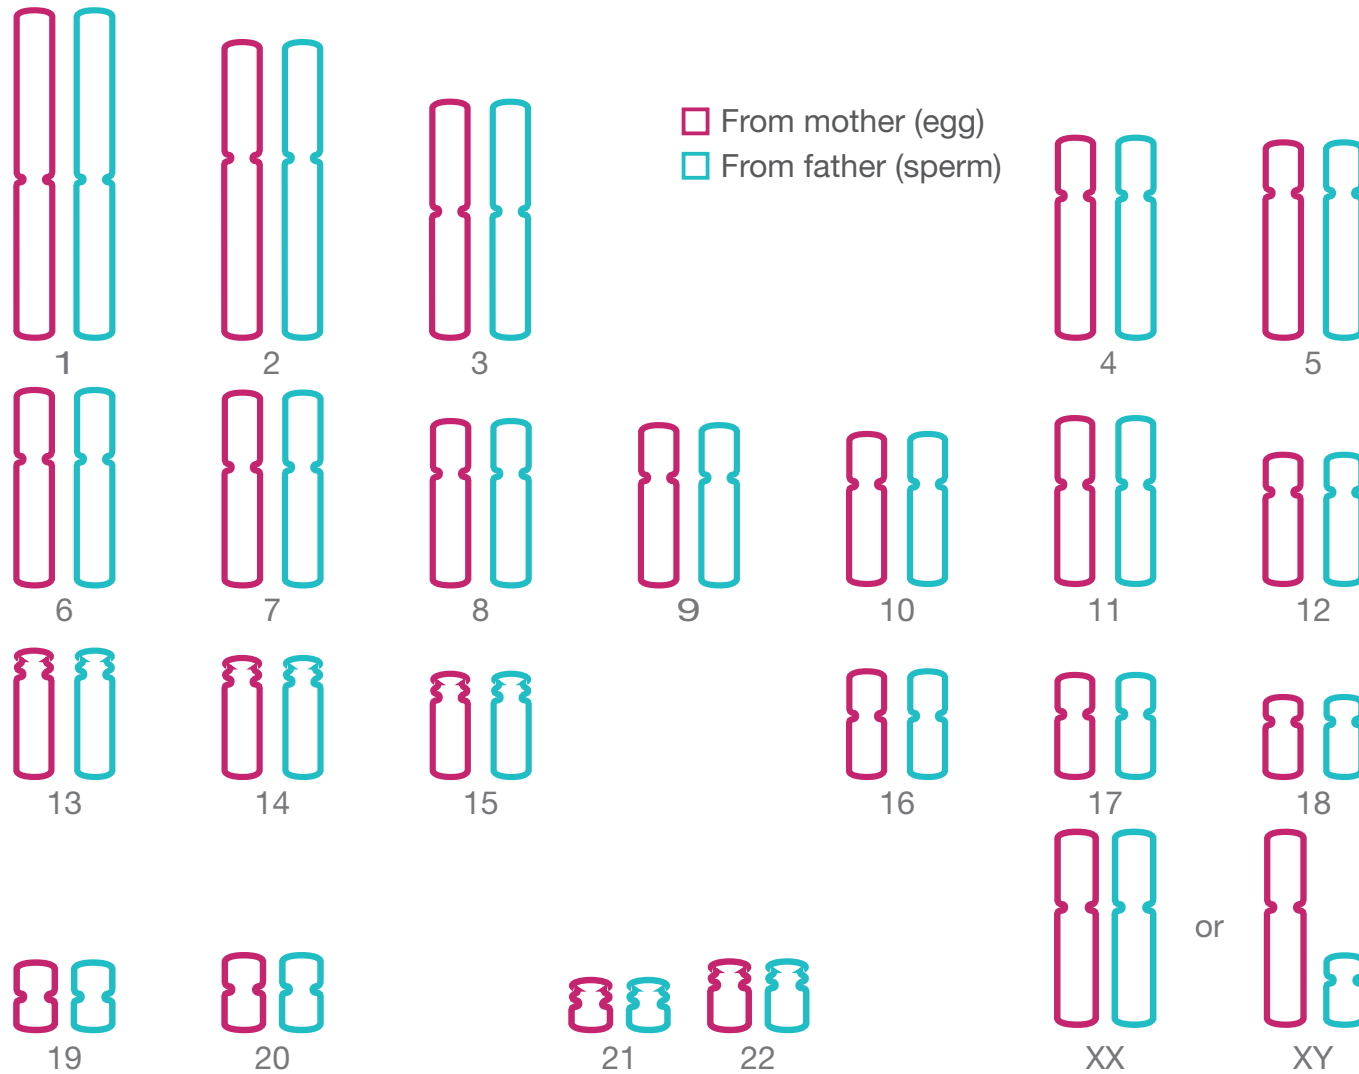 From mother (egg)
From father (sperm)
1 2 3 4 5
6 7 8 9 10 11 12
13 14 15 16 17 18
or
19 20 21 22 XX XY